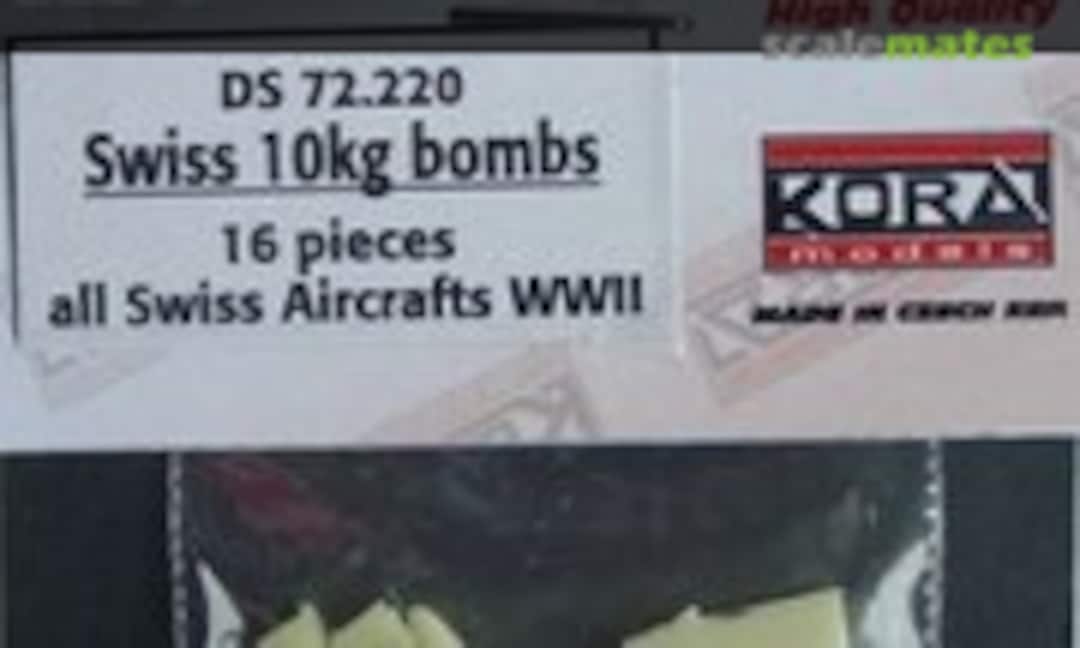 High Quality
scalemates
DS 72.220
Swiss 10kg bombs
16 pieces
all Swiss Aircrafts WWII
KORA
models
MADE IN CZECH REP.